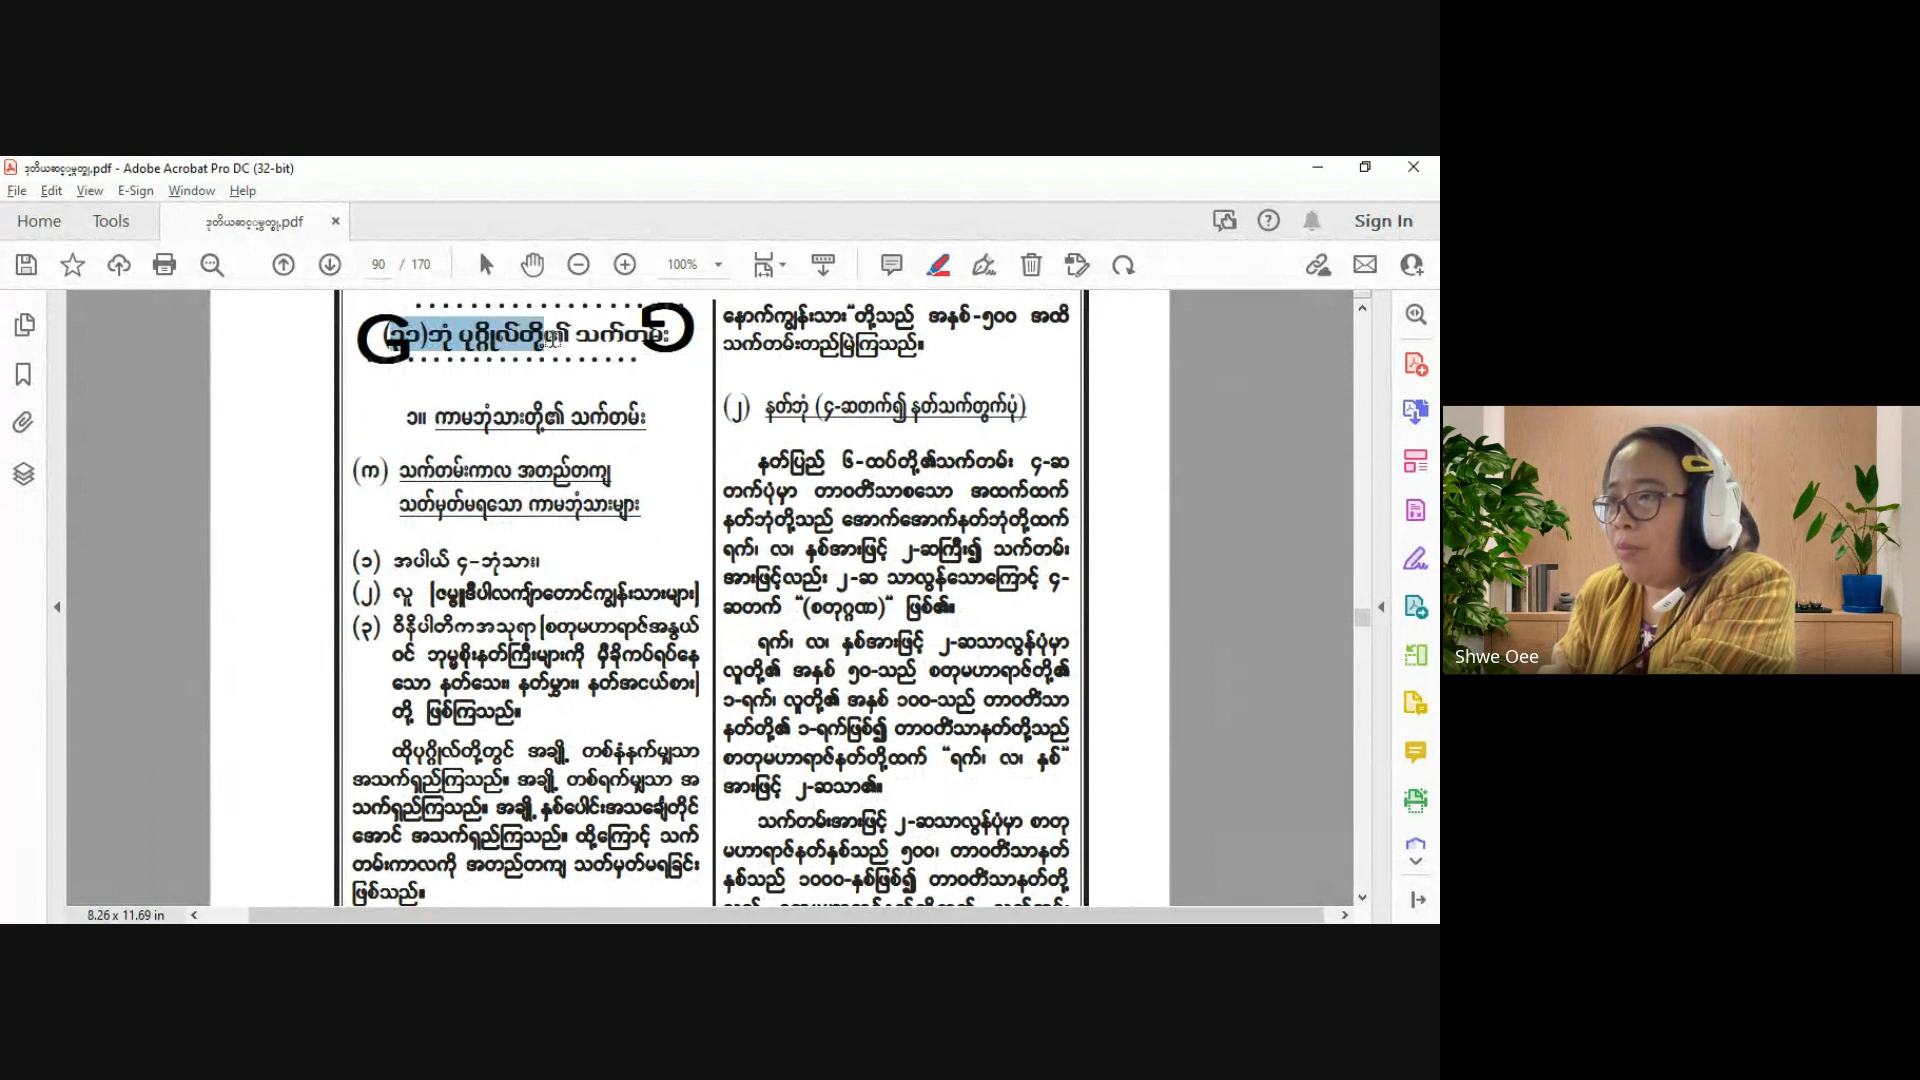 ဒုတိယဆင့်မှတ်စု.pdf - Adobe Acrobat Pro DC (32-bit)
File Edit View E-Sign Window Help
Home Tools ဒုတိယဆင့်မှတ်စု.pdf × Sign In
90 / 170 100%
(၃၁)ဘုံ ပုဂ္ဂိုလ်တို့၏ သက်တမ်း
၁။ ကာမဘုံသားတို့၏ သက်တမ်း
(က) သက်တမ်းကာလ အတည်တကျ
သတ်မှတ်မရသော ကာမဘုံသားများ
(၁) အပါယ် ၄-ဘုံသား၊
(၂) လူ [ဇမ္ဗူဒီပါလက်ျာတောင်ကျွန်းသားများ]
(၃) ဝိနိပါတိကအသုရာ [စတုမဟာရာဇ်အနွယ်
ဝင် ဘုမ္မစိုးနတ်ကြီးများကို မှီခိုကပ်ရပ်နေ
သော နတ်သေး။ နတ်မွှား။ နတ်အငယ်စား]
တို့ ဖြစ်ကြသည်။
ထိုပုဂ္ဂိုလ်တို့တွင် အချို့ တစ်နံနက်မျှသာ
အသက်ရှည်ကြသည်။ အချို့ တစ်ရက်မျှသာ အ
သက်ရှည်ကြသည်။ အချို့ နှစ်ပေါင်းအသင်္ချေတိုင်
အောင် အသက်ရှည်ကြသည်။ ထို့ကြောင့် သက်
တမ်းကာလကို အတည်တကျ သတ်မှတ်မရခြင်း
ဖြစ်သည်။
နောက်ကျွန်းသား"တို့သည် အနှစ်-၅၀၀ အထိ
သက်တမ်းတည်မြဲကြသည်။
(၂) နတ်ဘုံ (၄-ဆတက်၍ နတ်သက်တွက်ပုံ)
နတ်ပြည် ၆-ထပ်တို့၏သက်တမ်း ၄-ဆ
တက်ပုံမှာ တာဝတိံသာစသော အထက်ထက်
နတ်ဘုံတို့သည် အောက်အောက်နတ်ဘုံတို့ထက်
ရက်၊ လ၊ နှစ်အားဖြင့် ၂-ဆကြီး၍ သက်တမ်း
အားဖြင့်လည်း ၂-ဆ သာလွန်သောကြောင့် ၄-
ဆတက် "(စတုဂ္ဂုဏ)" ဖြစ်၏။
ရက်၊ လ၊ နှစ်အားဖြင့် ၂-ဆသာလွန်ပုံမှာ
လူတို့၏ အနှစ် ၅၀-သည် စတုမဟာရာဇ်တို့၏
၁-ရက်၊ လူတို့၏ အနှစ် ၁၀၀-သည် တာဝတိံသာ
နတ်တို့၏ ၁-ရက်ဖြစ်၍ တာဝတိံသာနတ်တို့သည်
စာတုမဟာရာဇ်နတ်တို့ထက် "ရက်၊ လ၊ နှစ်"
အားဖြင့် ၂-ဆသာ၏။
သက်တမ်းအားဖြင့် ၂-ဆသာလွန်ပုံမှာ စာတု
မဟာရာဇ်နတ်နှစ်သည် ၅၀၀၊ တာဝတိံသာနတ်
နှစ်သည် ၁၀၀၀-နှစ်ဖြစ်၍ တာဝတိံသာနတ်တို့
8.26 x 11.69 in
Shwe Oee